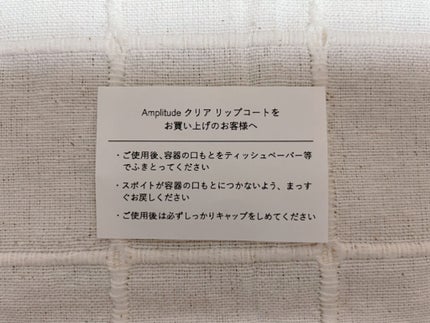 Amplitude クリア リップコートを
お買い上げのお客様へ
・ご使用後、容器の口もとをティッシュペーパー等
でふきとってください
・スポイトが容器の口もとにつかないよう、まっす
ぐお戻しください
・ご使用後は必ずしっかりキャップをしめてください